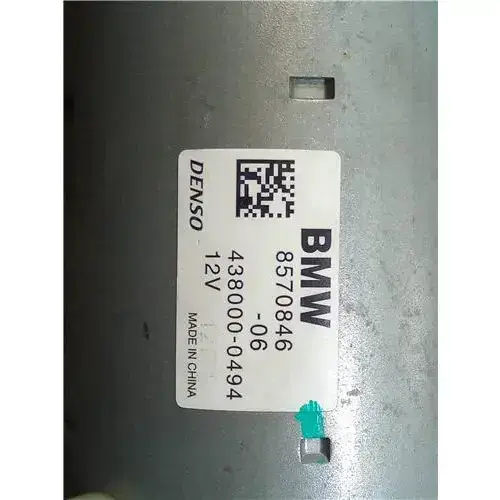 BMW
8570846
-06
438000-0494
12V
DENSO
MADE IN CHINA